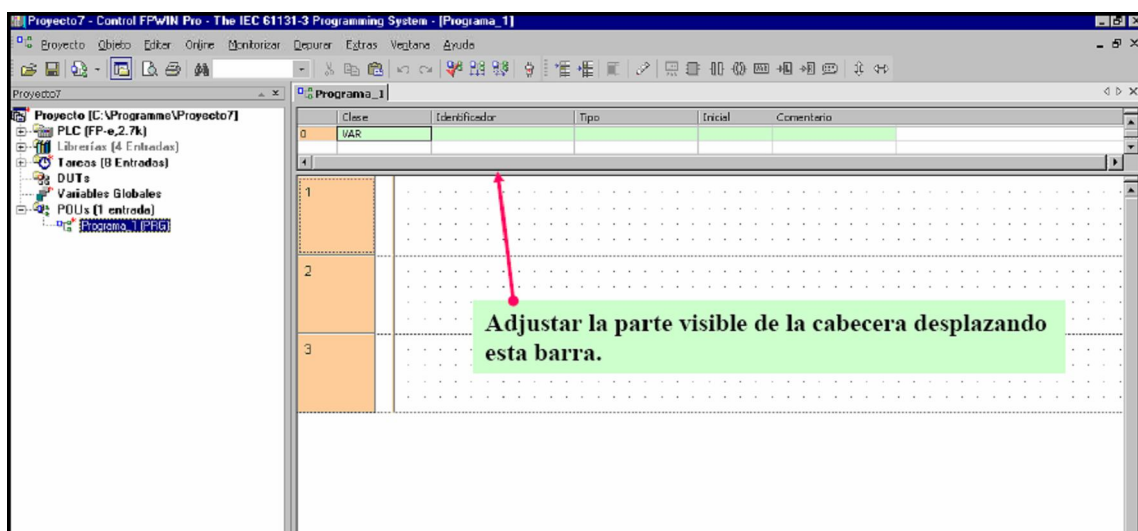 Proyecto7 - Control FPWIN Pro - The IEC 61131-3 Programming System - [Programa_1]
Proyecto Objeto Editar Online Monitorizar Depurar Extras Ventana Ayuda
Proyecto7
Programa_1
Proyecto [C:\Programme\Proyecto7]
PLC (FP-e,2.7k)
Librerías (4 Entradas)
Tareas (8 Entradas)
DUTs
Variables Globales
POUs (1 entrada)
Programa_1 (PRG)
Clase Identificador Tipo Inicial Comentario
0 VAR
1
2
3
Adjustar la parte visible de la cabecera desplazando
esta barra.